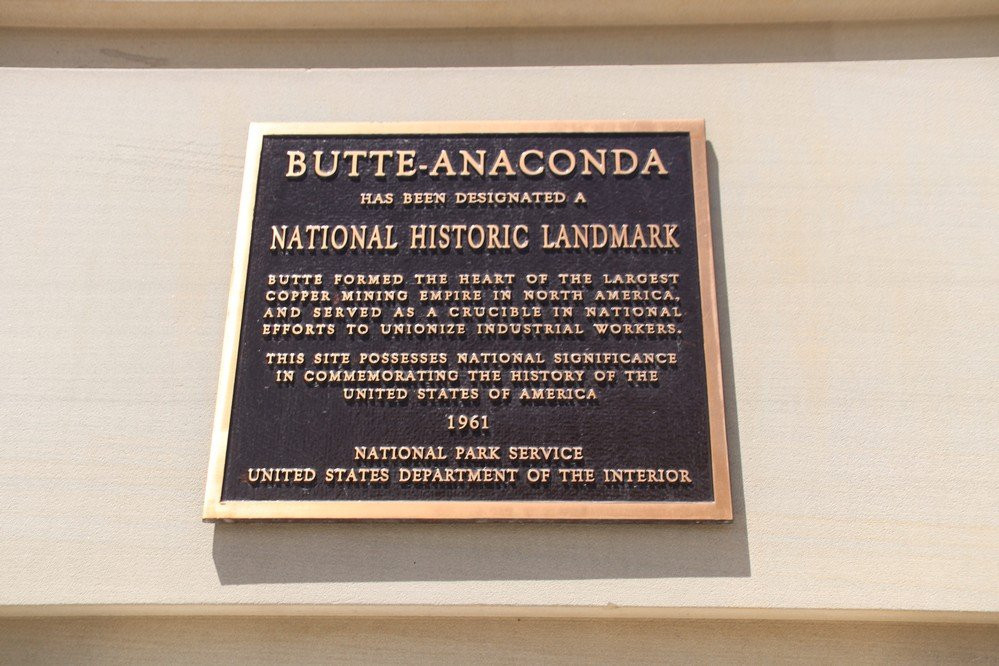 BUTTE-ANACONDA
HAS BEEN DESIGNATED A
NATIONAL HISTORIC LANDMARK
BUTTE FORMED THE HEART OF THE LARGEST
COPPER MINING EMPIRE IN NORTH AMERICA,
AND SERVED AS A CRUCIBLE IN NATIONAL
EFFORTS TO UNIONIZE INDUSTRIAL WORKERS.
THIS SITE POSSESSES NATIONAL SIGNIFICANCE
IN COMMEMORATING THE HISTORY OF THE
UNITED STATES OF AMERICA
1961
NATIONAL PARK SERVICE
UNITED STATES DEPARTMENT OF THE INTERIOR